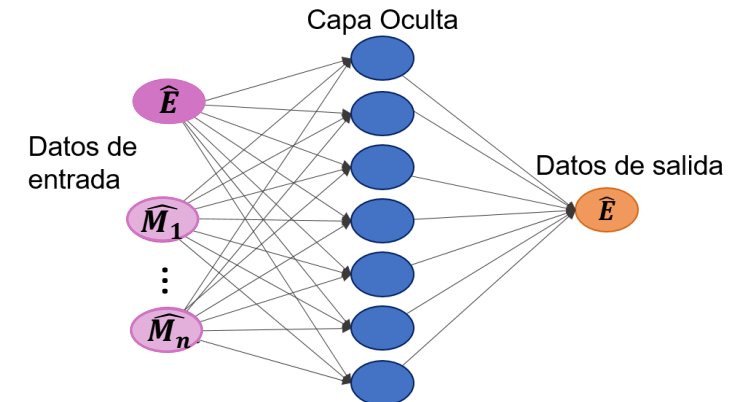 Capa Oculta
Ê
Datos de
entrada
Datos de salida
Ê
M̂₁
⋮
M̂ₙ